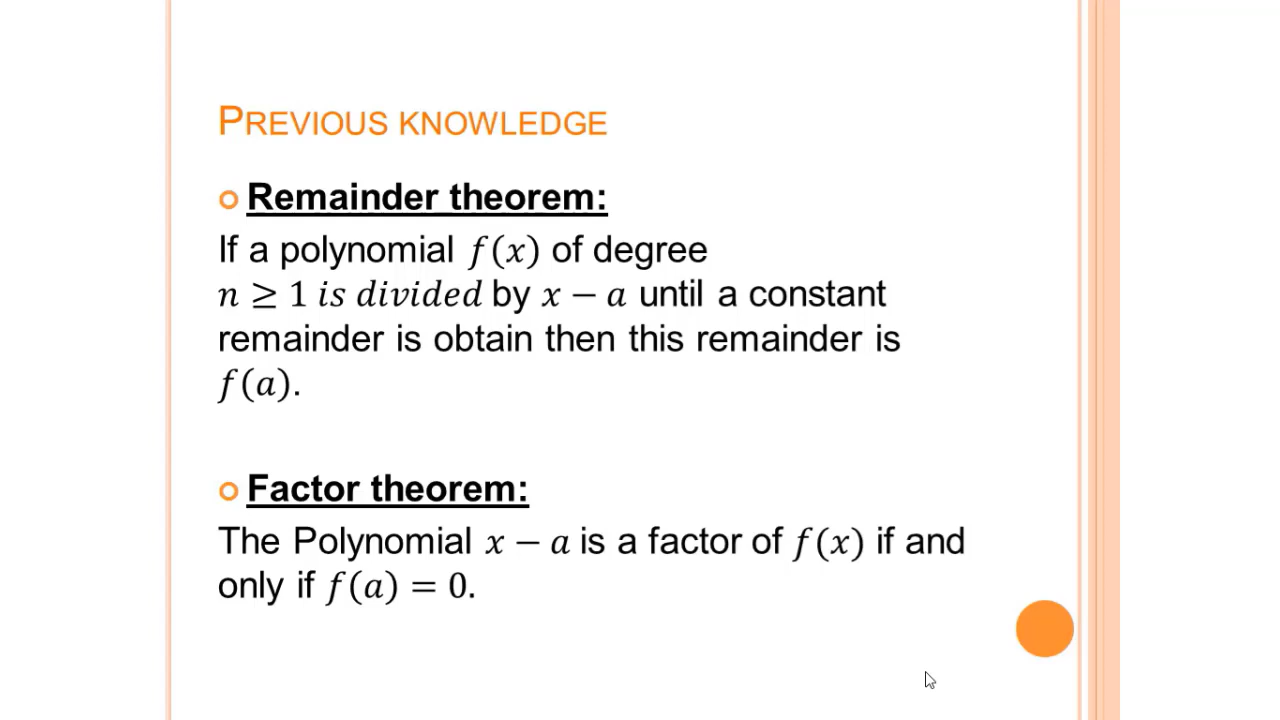 PREVIOUS KNOWLEDGE
Remainder theorem:
If a polynomial f(x) of degree
n ≥ 1 is divided by x − a until a constant
remainder is obtain then this remainder is
f(a).
Factor theorem:
The Polynomial x − a is a factor of f(x) if and
only if f(a) = 0.